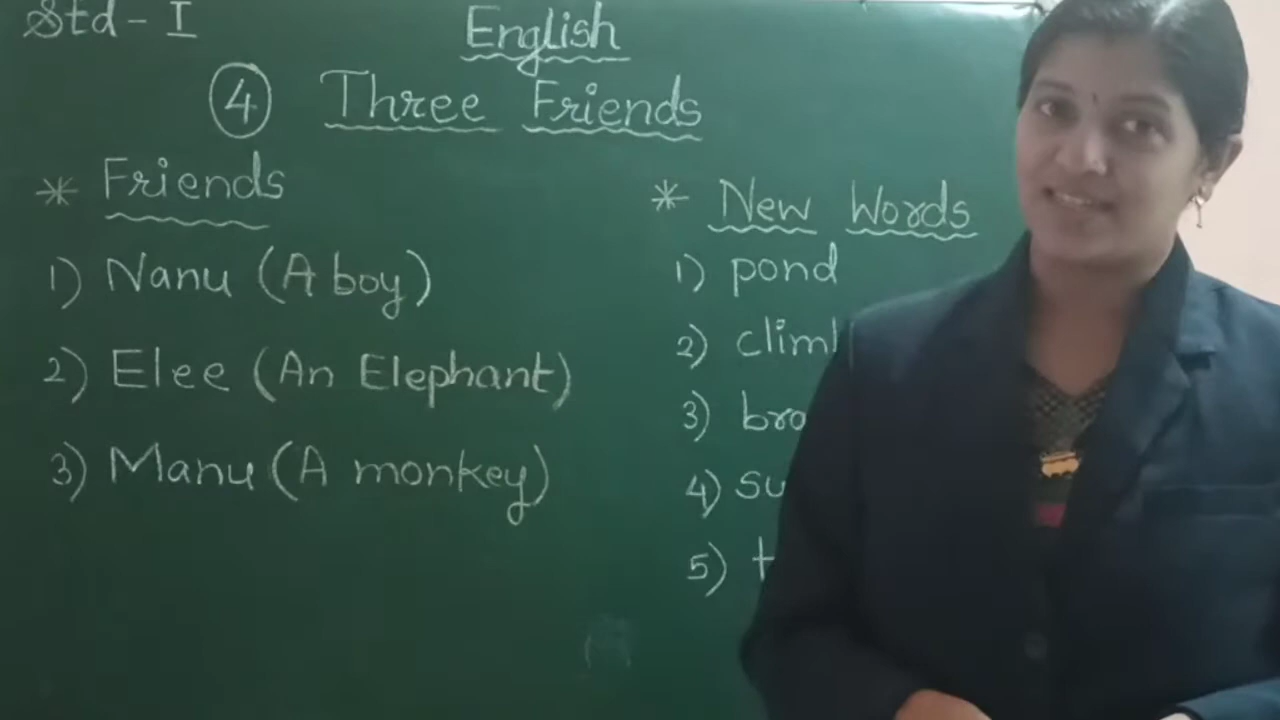 Std - I
English
4 Three Friends
* Friends
1) Nanu (A boy)
2) Elee (An Elephant)
3) Manu (A monkey)
* New Words
1) pond
2)
3)
4)
5)